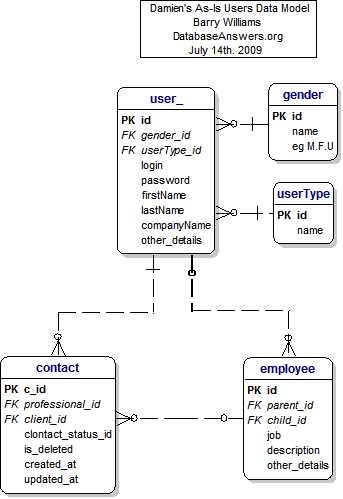 Damien's As-Is Users Data Model
Barry Williams
DatabaseAnswers.org
July 14th. 2009
user_
PK id
FK gender_id
FK userType_id
login
password
firstName
lastName
companyName
other_details
gender
PK id
name
eg M.F.U
userType
PK id
name
contact
PK c_id
FK professional_id
FK client_id
clontact_status_id
is_deleted
created_at
updated_at
employee
PK id
FK parent_id
FK child_id
job
description
other_details